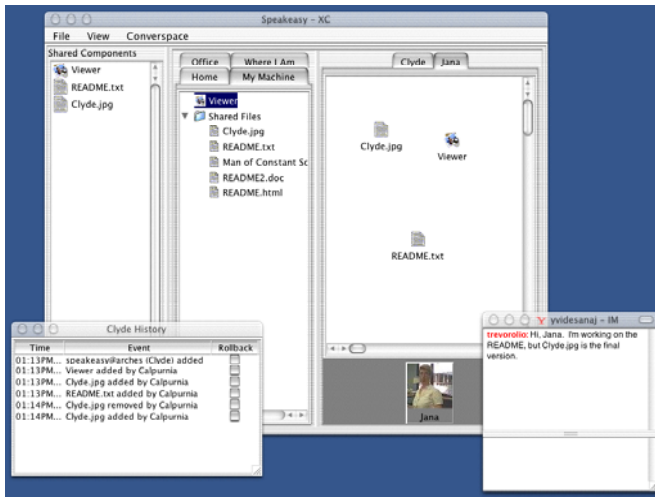 Speakeasy - XC
File View Converspace
Shared Components
Viewer
README.txt
Clyde.jpg
Office Where I Am
Home My Machine
Viewer
Shared Files
Clyde.jpg
README.txt
Man of Constant Sc
README2.doc
README.html
Clyde Jana
Clyde.jpg
Viewer
README.txt
Jana
Clyde History
Time Event Rollback
01:13PM... speakeasy@arches (Clyde) added
01:13PM... Viewer added by Calpurnia
01:13PM... Clyde.jpg added by Calpurnia
01:13PM... README.txt added by Calpurnia
01:14PM... Clyde.jpg removed by Calpurnia
01:14PM... Clyde.jpg added by Calpurnia
yvidesanaj - IM
trevorolio: Hi, Jana. I'm working on the
README, but Clyde.jpg is the final
version.